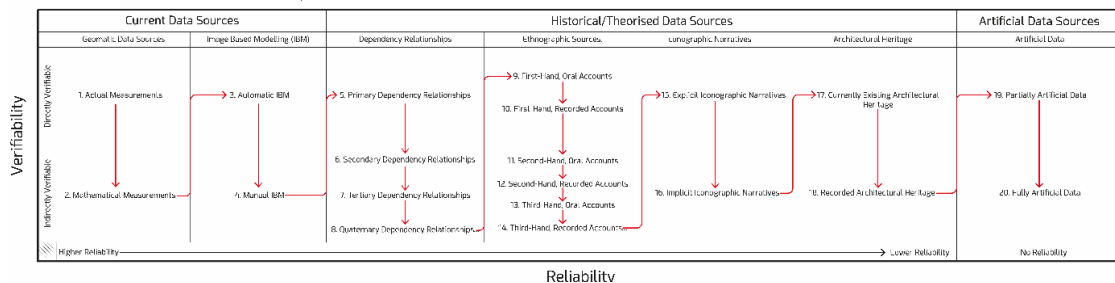 Current Data Sources
Historical/Theorised Data Sources
Artificial Data Sources
Geomatic Data Sources
Image Based Modelling (IBM)
Dependency Relationships
Ethnographic Sources.
conographic Narratives
Architectural Heritage
Artificial Data
Verifiability
Directly Verifiable
Indirectly Verifiable
1. Actual Measurements
2. Mathematical Measurements
3. Automatic IBM
4. Manual IBM
5. Primary Dependency Relationships
6. Secondary Dependency Relationships
7. Tertiary Dependency Relationships
8. Quaternary Dependency Relationships
9. First-Hand, Oral Accounts
10. First-Hand, Recorded Accounts
11. Second-Hand, Oral Accounts
12. Second-Hand, Recorded Accounts
13. Third-Hand, Oral Accounts
14. Third-Hand, Recorded Accounts
15. Explicit Iconographic Narratives
16. Implicit Iconographic Narratives
17. Currently Existing Architectural
Heritage
18. Recorded Architectural Heritage
19. Partially Artificial Data
20. Fully Artificial Data
Higher Reliability
Lower Reliability
No Reliability
Reliability